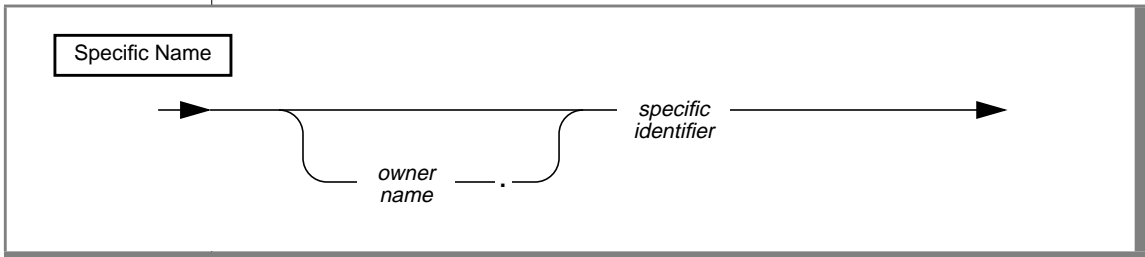 Specific Name
specific
identifier
owner
name
.